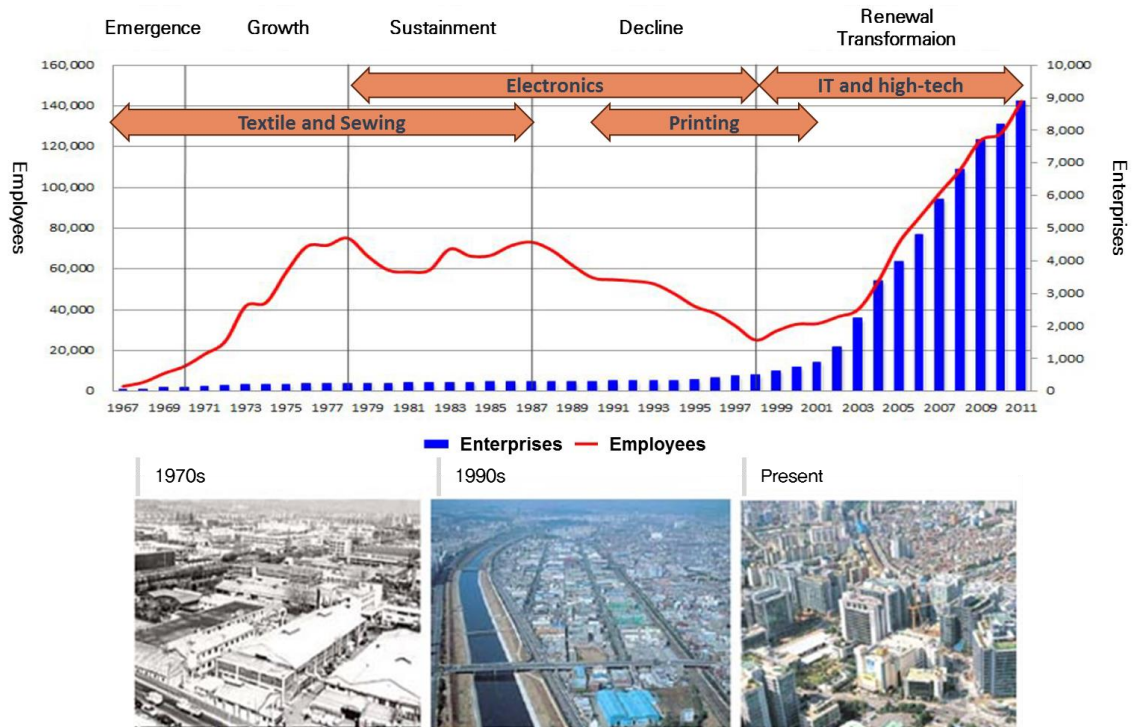 Emergence Growth Sustainment Decline Renewal
Transformaion
160,000 140,000 120,000 100,000 80,000 60,000 40,000 20,000 0
Employees
Electronics
IT and high-tech
Textile and Sewing
Printing
10,000 9,000 8,000 7,000 6,000 5,000 4,000 3,000 2,000 1,000 0
Enterprises
1967 1969 1971 1973 1975 1977 1979 1981 1983 1985 1987 1989 1991 1993 1995 1997 1999 2001 2003 2005 2007 2009 2011
Enterprises Employees
1970s
1990s
Present